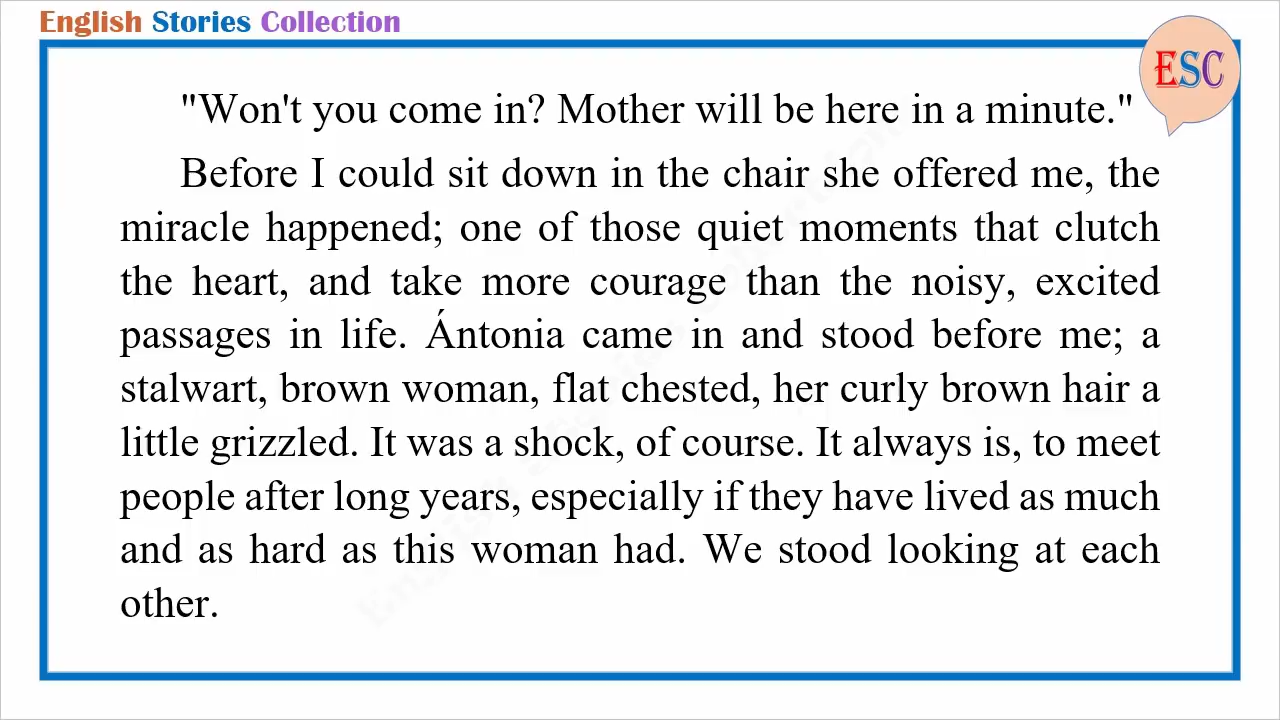 English Stories Collection
ESC
"Won't you come in? Mother will be here in a minute."
Before I could sit down in the chair she offered me, the
miracle happened; one of those quiet moments that clutch
the heart, and take more courage than the noisy, excited
passages in life. Ántonia came in and stood before me; a
stalwart, brown woman, flat chested, her curly brown hair a
little grizzled. It was a shock, of course. It always is, to meet
people after long years, especially if they have lived as much
and as hard as this woman had. We stood looking at each
other.
English Stories Collection